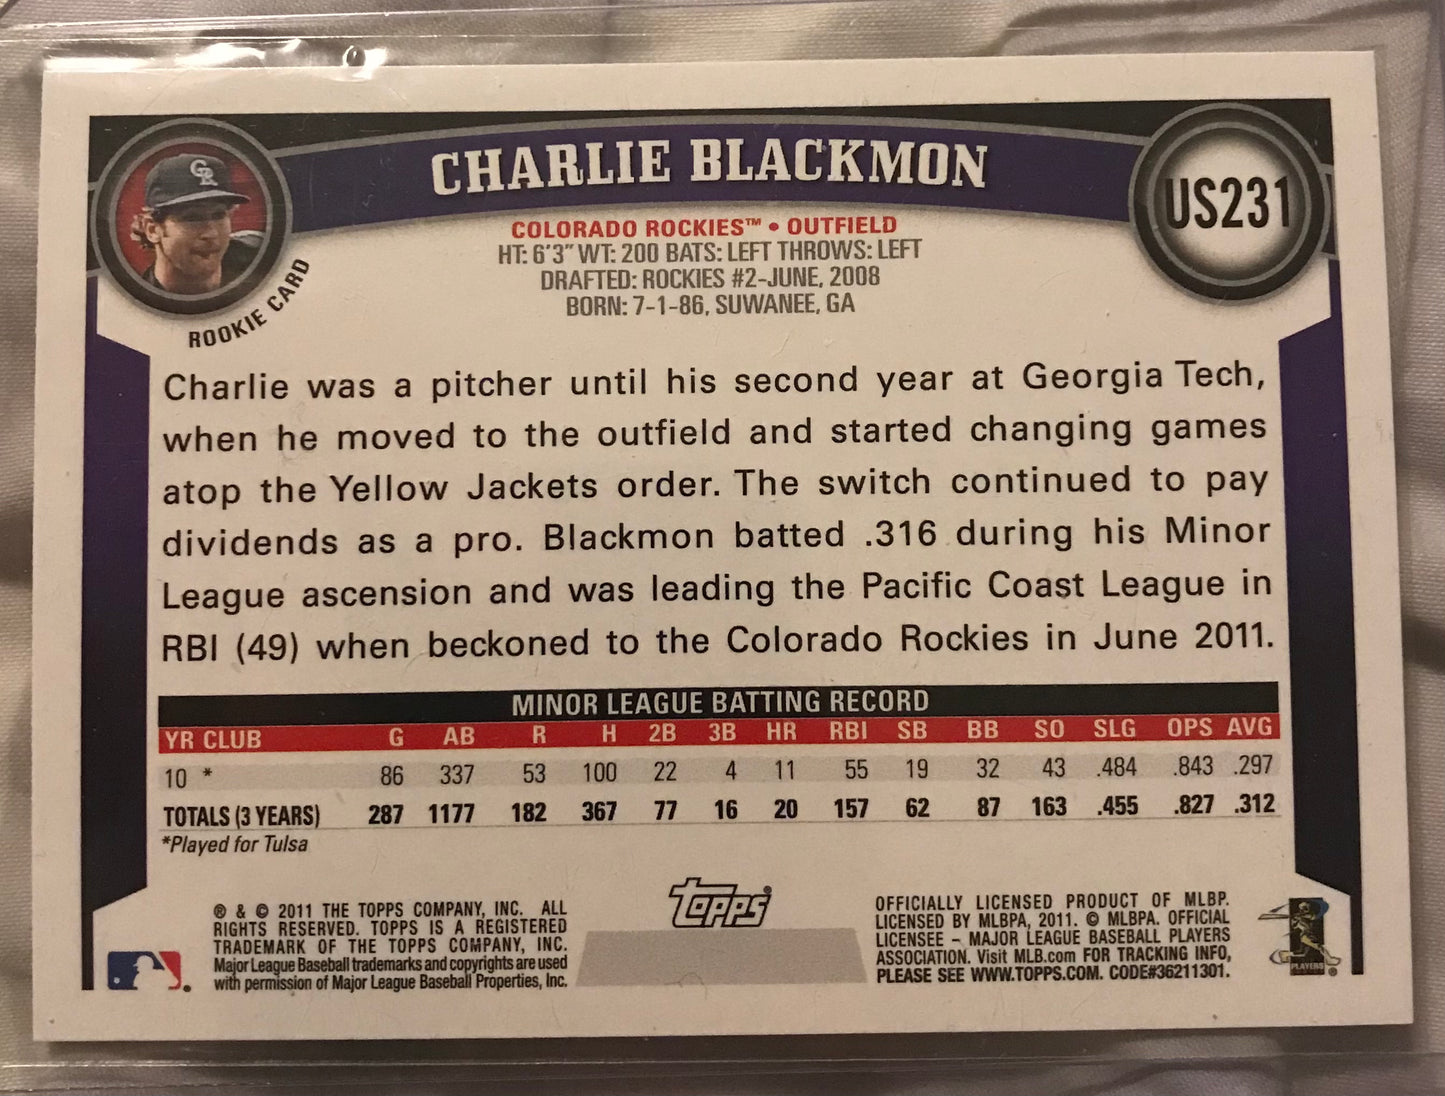 CHARLIE BLACKMON
US231
COLORADO ROCKIES™ • OUTFIELD
HT: 6'3" WT: 200 BATS: LEFT THROWS: LEFT
DRAFTED: ROCKIES #2-JUNE, 2008
BORN: 7-1-86, SUWANEE, GA
CR
ROOKIE CARD
Charlie was a pitcher until his second year at Georgia Tech,
when he moved to the outfield and started changing games
atop the Yellow Jackets order. The switch continued to pay
dividends as a pro. Blackmon batted .316 during his Minor
League ascension and was leading the Pacific Coast League in
RBI (49) when beckoned to the Colorado Rockies in June 2011.
MINOR LEAGUE BATTING RECORD
YR CLUB G AB R H 2B 3B HR RBI SB BB SO SLG OPS AVG
10 * 86 337 53 100 22 4 11 55 19 32 43 .484 .843 .297
TOTALS (3 YEARS) 287 1177 182 367 77 16 20 157 62 87 163 .455 .827 .312
*Played for Tulsa
® & © 2011 THE TOPPS COMPANY, INC. ALL
RIGHTS RESERVED. TOPPS IS A REGISTERED
TRADEMARK OF THE TOPPS COMPANY, INC.
Major League Baseball trademarks and copyrights are used
with permission of Major League Baseball Properties, Inc.
Topps®
OFFICIALLY LICENSED PRODUCT OF MLBP.
LICENSED BY MLBPA, 2011. © MLBPA. OFFICIAL
LICENSEE – MAJOR LEAGUE BASEBALL PLAYERS
ASSOCIATION. Visit MLB.com FOR TRACKING INFO,
PLEASE SEE WWW.TOPPS.COM. CODE#36211301.
PLAYERS